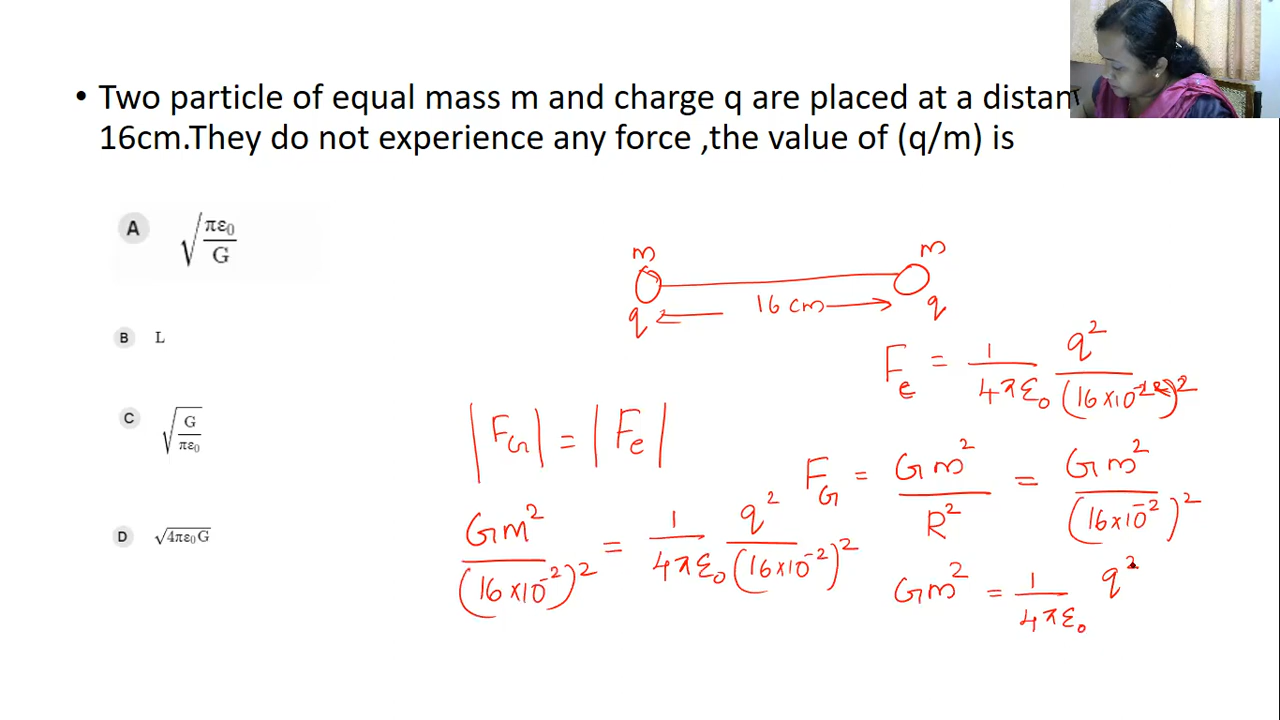 • Two particle of equal mass m and charge q are placed at a distan
16cm.They do not experience any force ,the value of (q/m) is
A √(πε₀/G)
B L
C √(G/πε₀)
D √4πε₀G
m m
16 cm
q q
Fe = 1/4πε₀ q²/(16×10⁻²)²
|FG| = |Fe|
FG = Gm²/R² = Gm²/(16×10⁻²)²
Gm²/(16×10⁻²)² = 1/4πε₀ q²/(16×10⁻²)²
Gm² = 1/4πε₀ q²